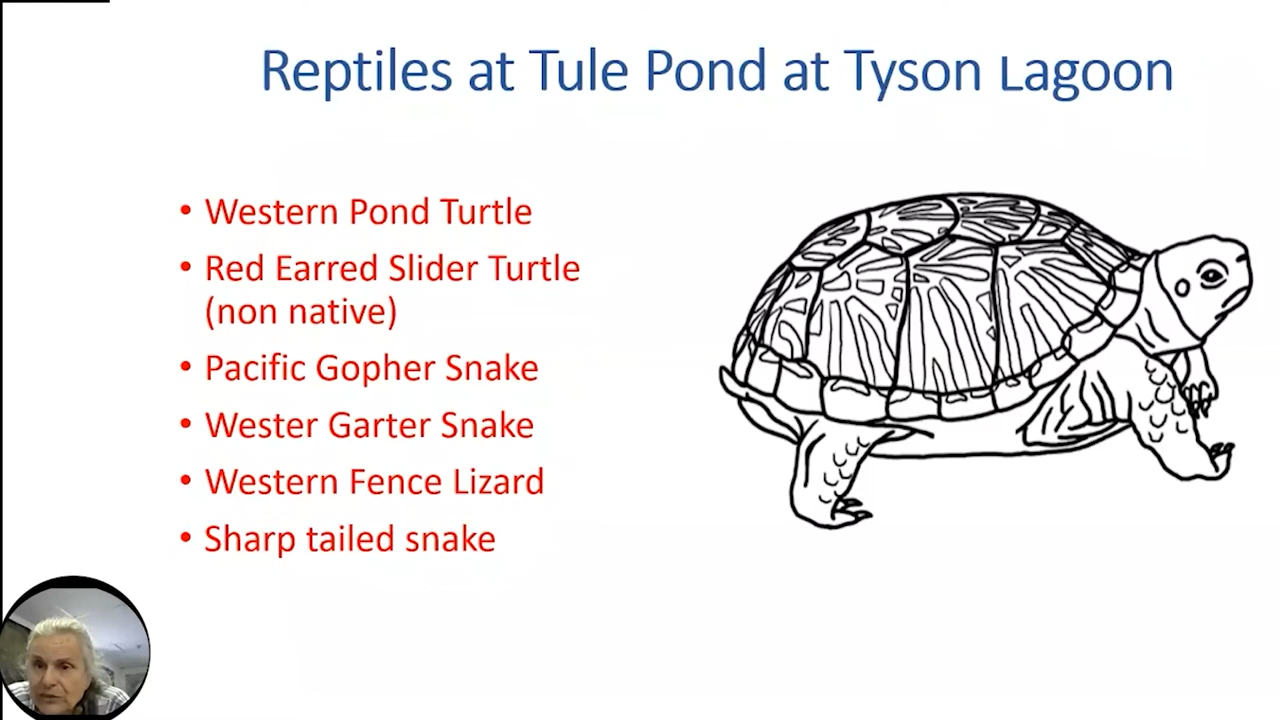 Reptiles at Tule Pond at Tyson Lagoon
• Western Pond Turtle
• Red Earred Slider Turtle
(non native)
• Pacific Gopher Snake
• Wester Garter Snake
• Western Fence Lizard
• Sharp tailed snake